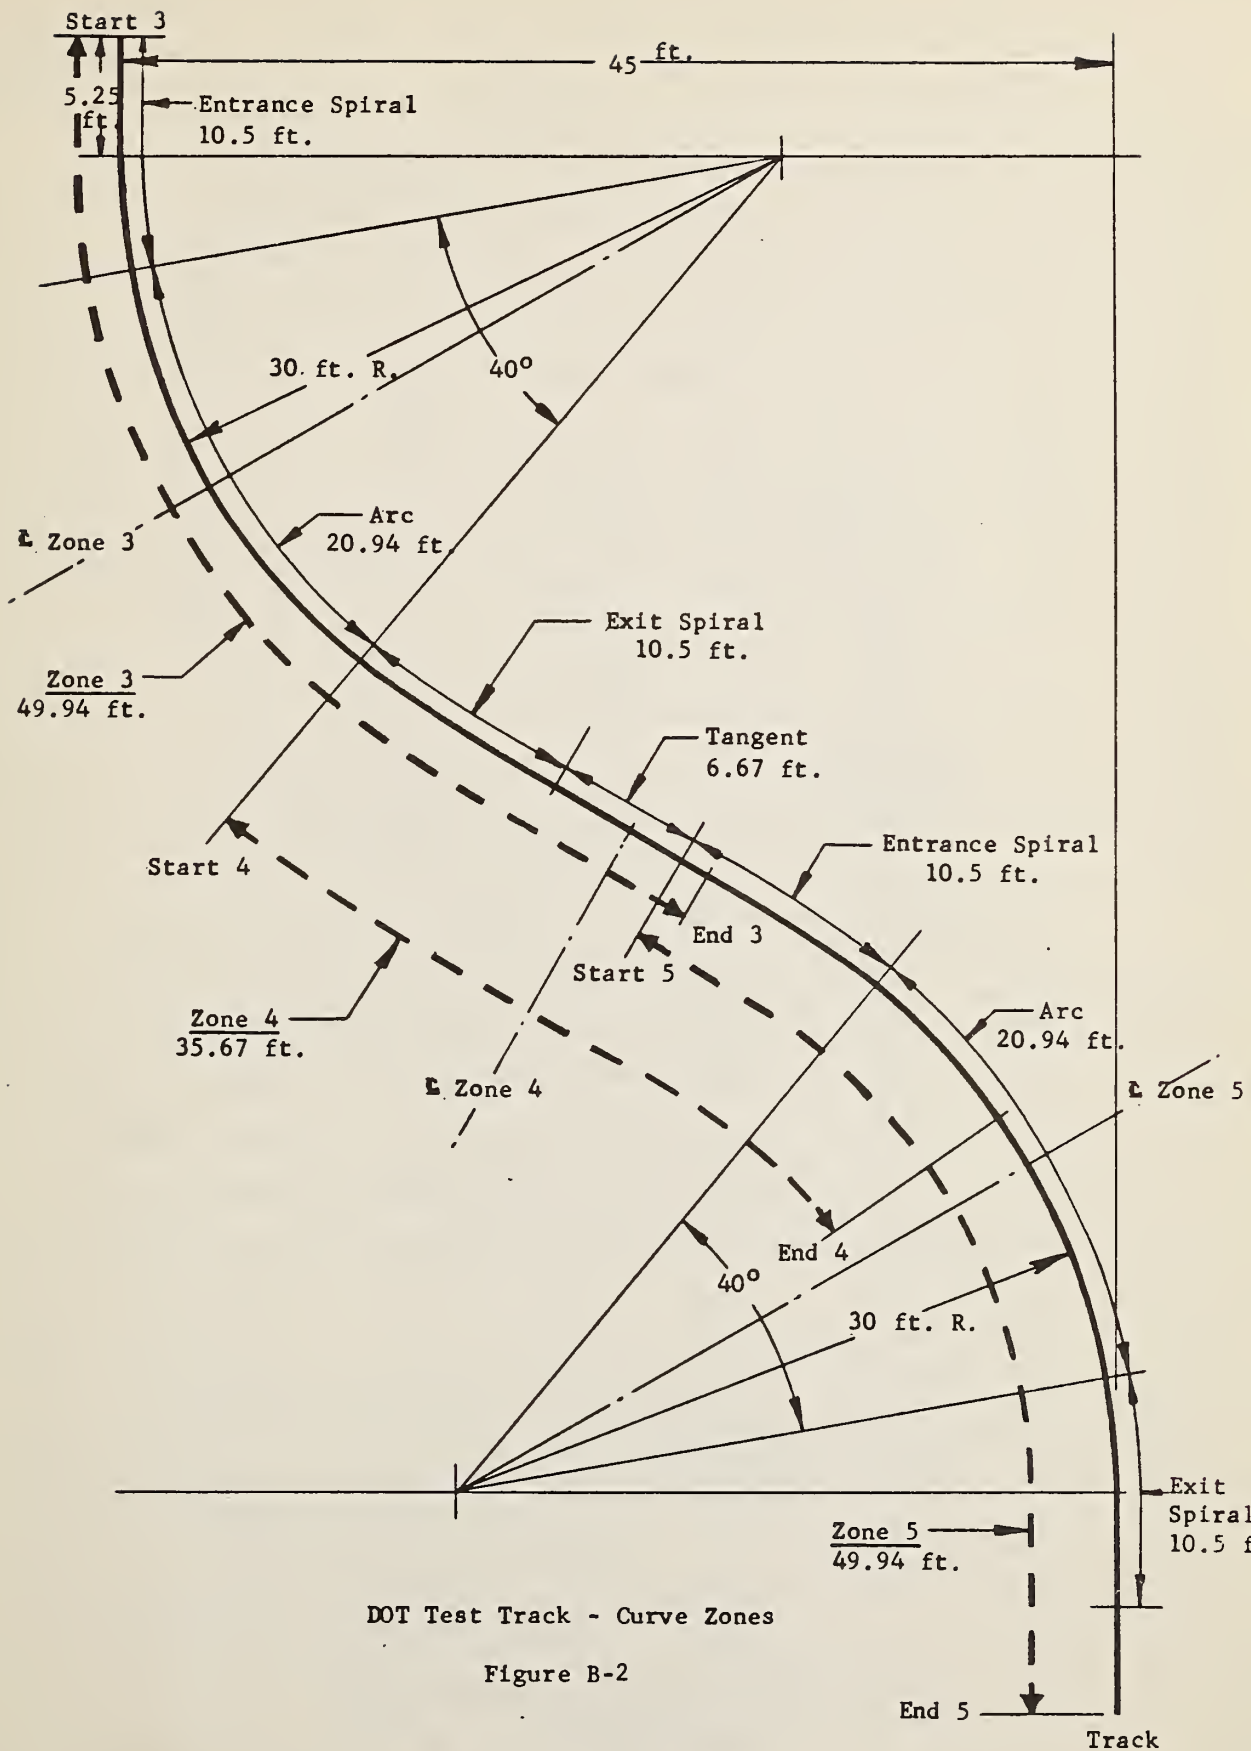 Start 3
45 ft.
5.25
ft.
Entrance Spiral
10.5 ft.
30 ft. R.
40°
Arc
20.94 ft.
℄ Zone 3
Exit Spiral
10.5 ft.
Zone 3
49.94 ft.
Tangent
6.67 ft.
Start 4
Entrance Spiral
10.5 ft.
End 3
Start 5
Zone 4
35.67 ft.
Arc
20.94 ft.
℄ Zone 4
℄ Zone 5
End 4
40°
30 ft. R.
Exit
Spiral
10.5 f
Zone 5
49.94 ft.
DOT Test Track - Curve Zones
Figure B-2
End 5
Track